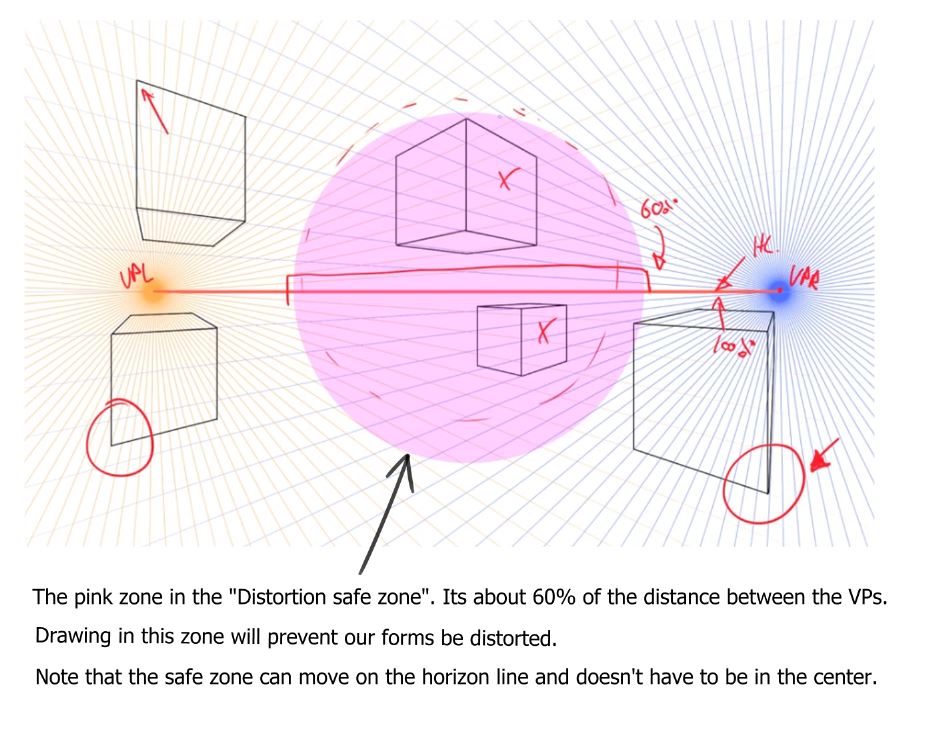 60%
HL.
VPL
VPR
100%
The pink zone in the "Distortion safe zone". Its about 60% of the distance between the VPs.
Drawing in this zone will prevent our forms be distorted.
Note that the safe zone can move on the horizon line and doesn't have to be in the center.